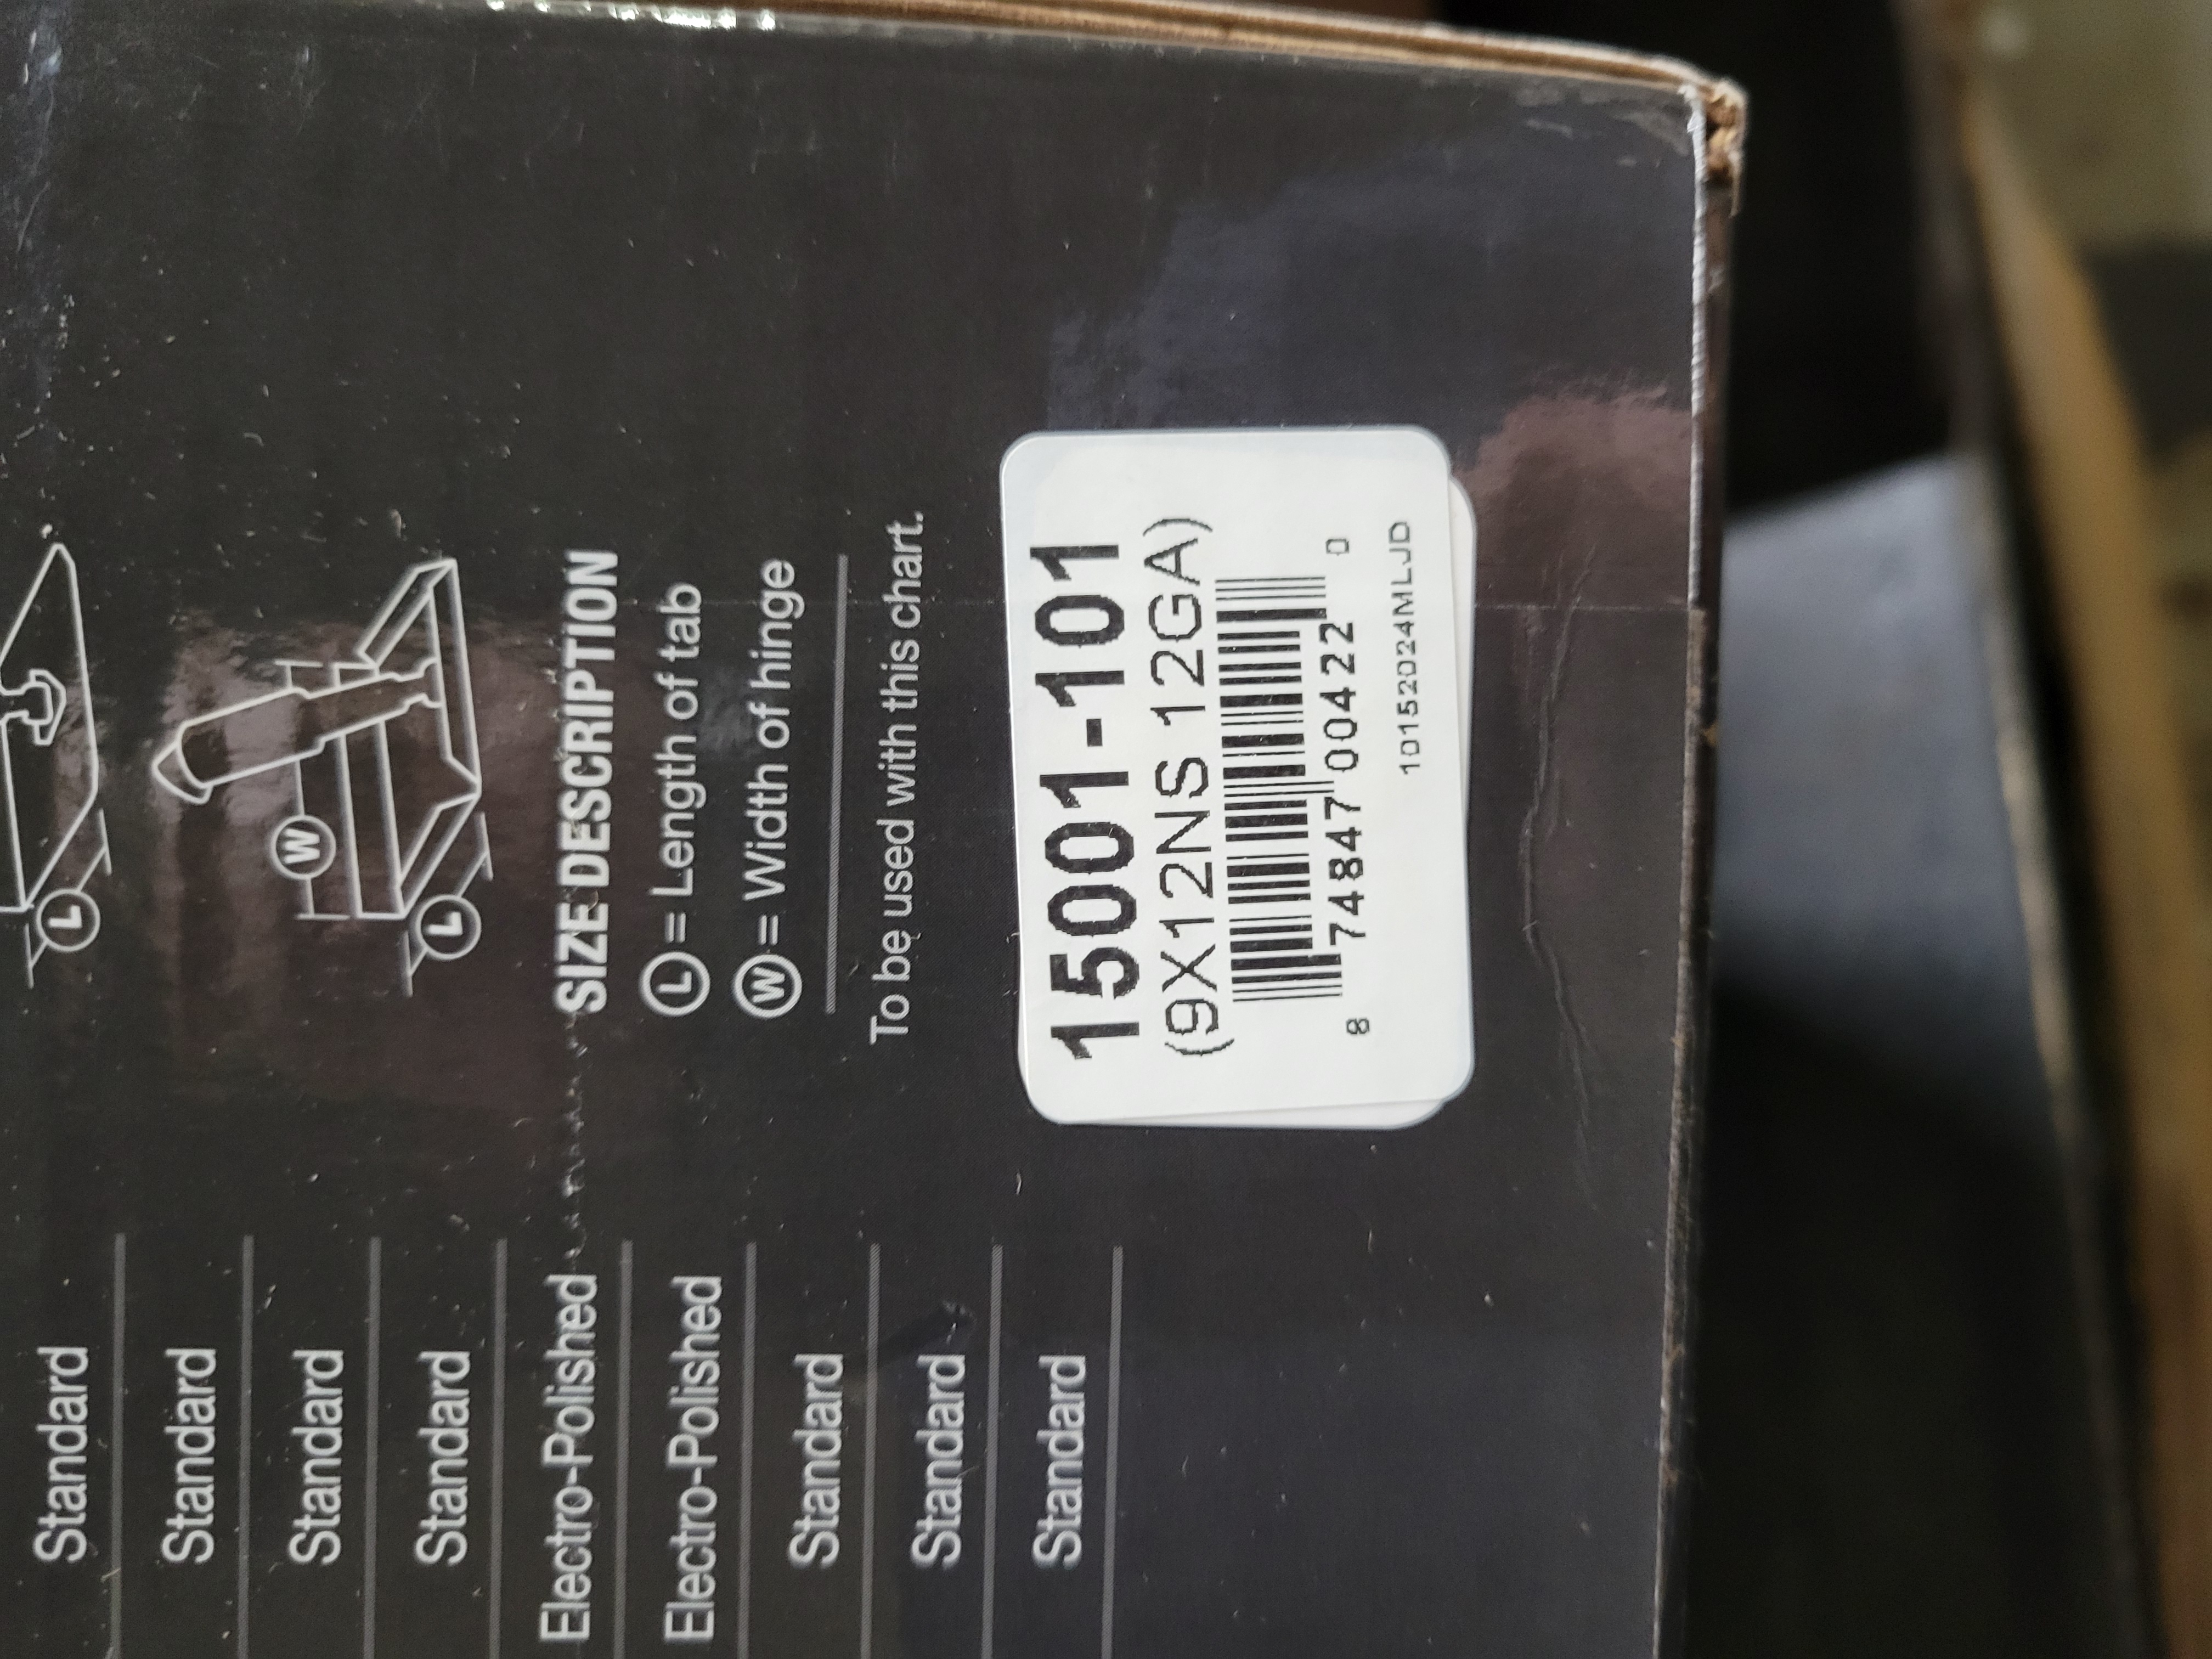 L
W
L
SIZE DESCRIPTION
L = Length of tab
W = Width of hinge
To be used with this chart.
15001-101
(9X12NS 12GA)
8 74847 00422 0
10152024MLJD
Standard
Standard
Standard
Standard
Electro-Polished
Electro-Polished
Standard
Standard
Standard